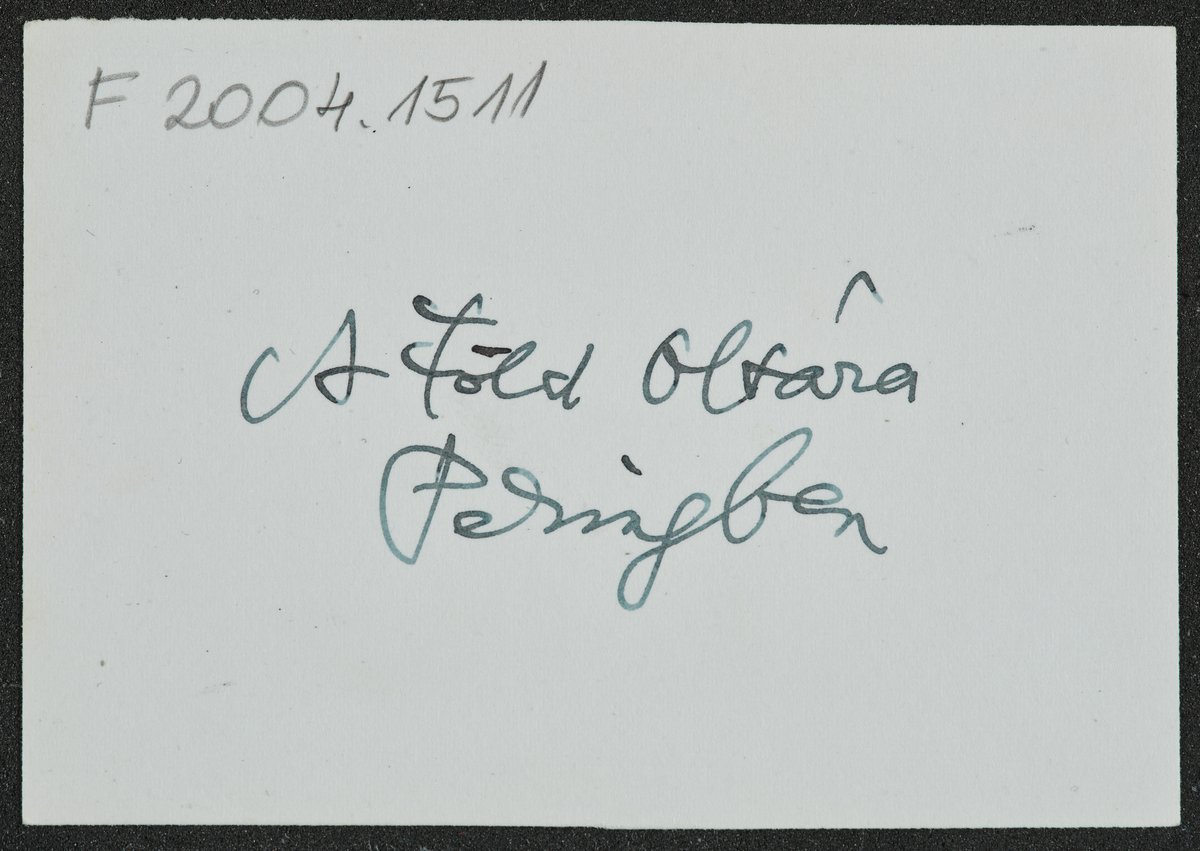 F 2004.1511
A Föld Oltára
Pekingben